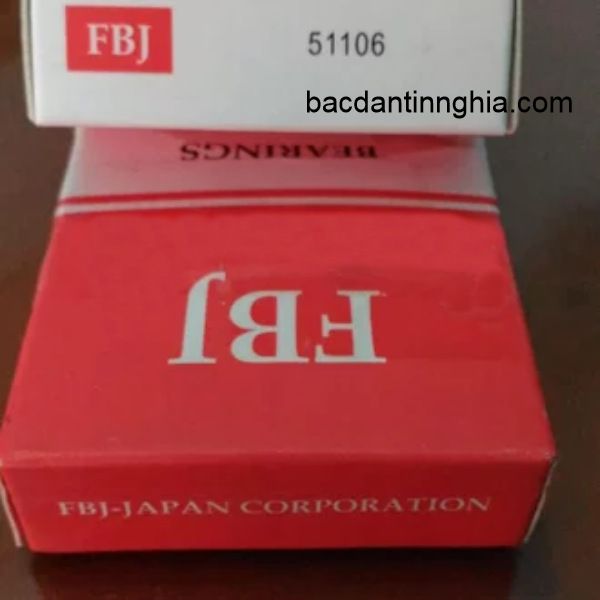 FBJ
51106
bacdantinnghia.com
BEARINGS
FBJ
FBJ-JAPAN CORPORATION